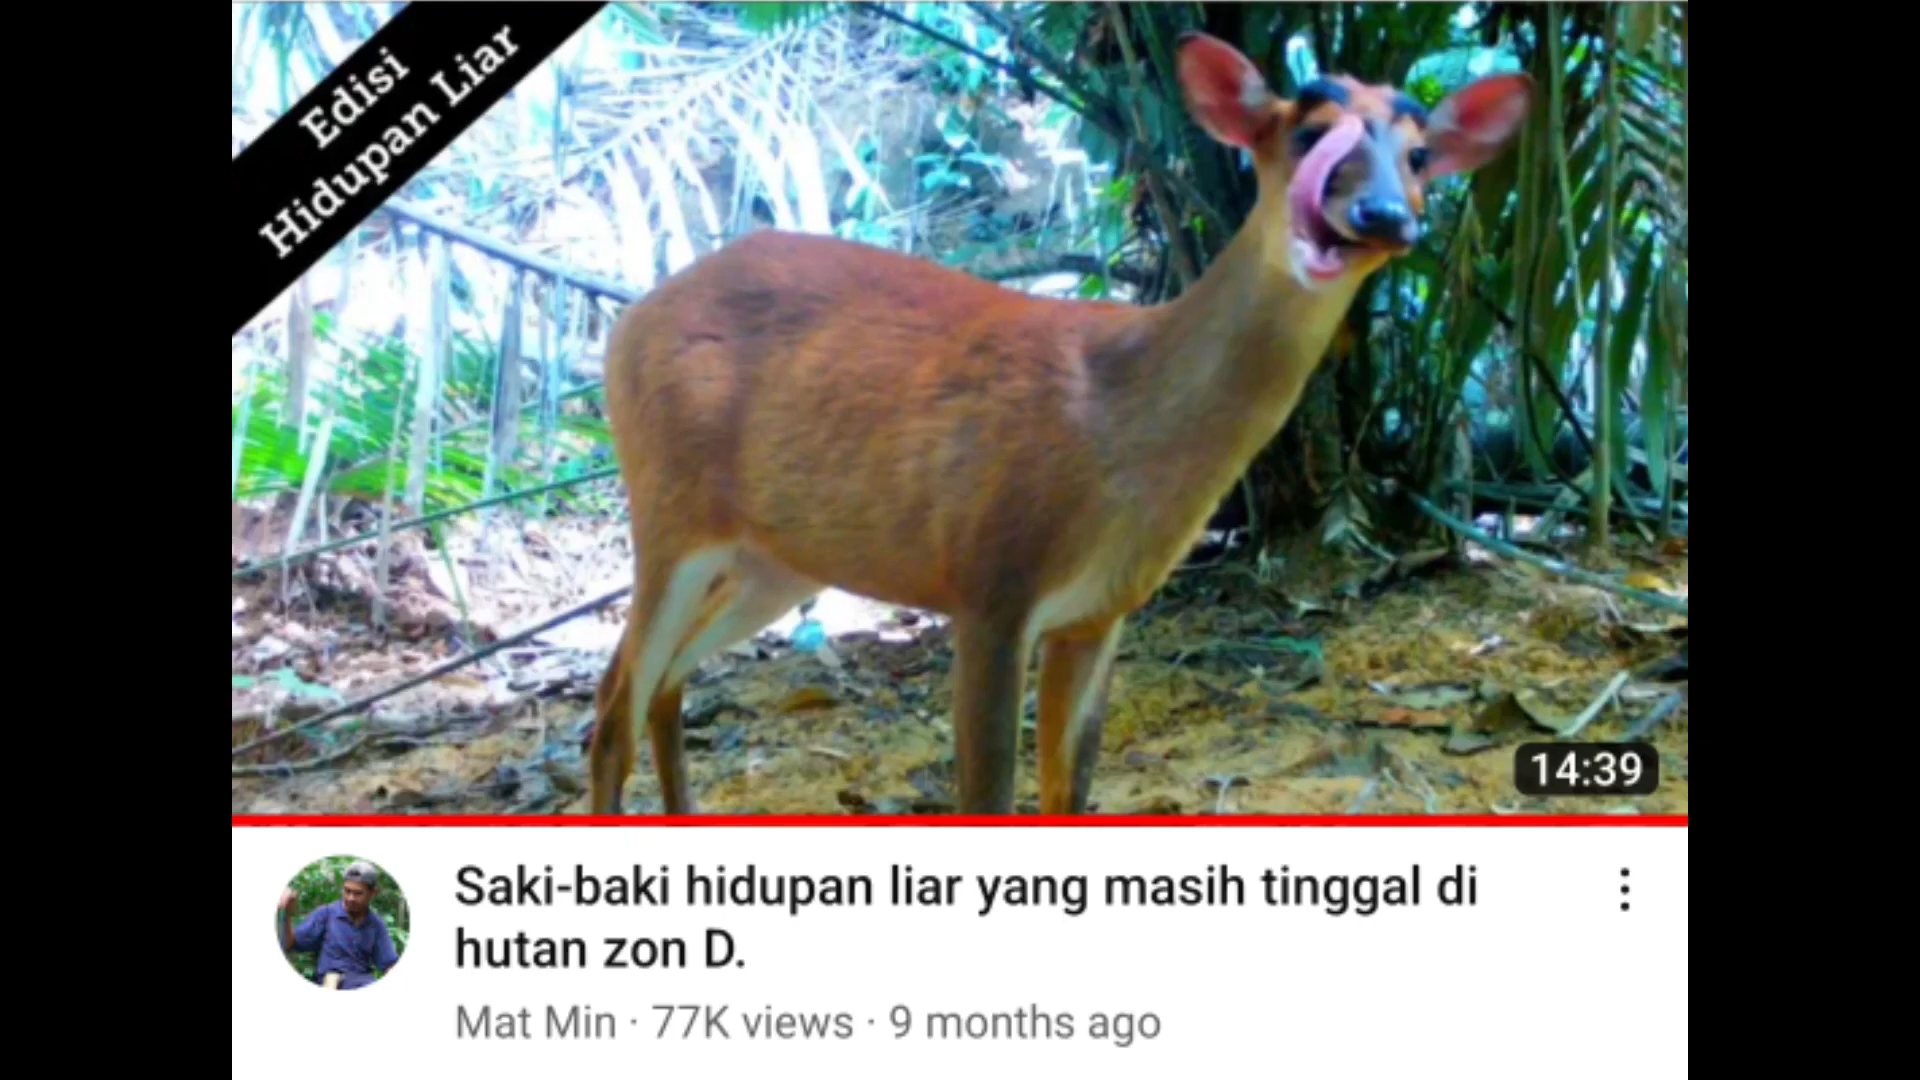 Edisi
Hidupan Liar
14:39
Saki-baki hidupan liar yang masih tinggal di
hutan zon D.
Mat Min · 77K views · 9 months ago